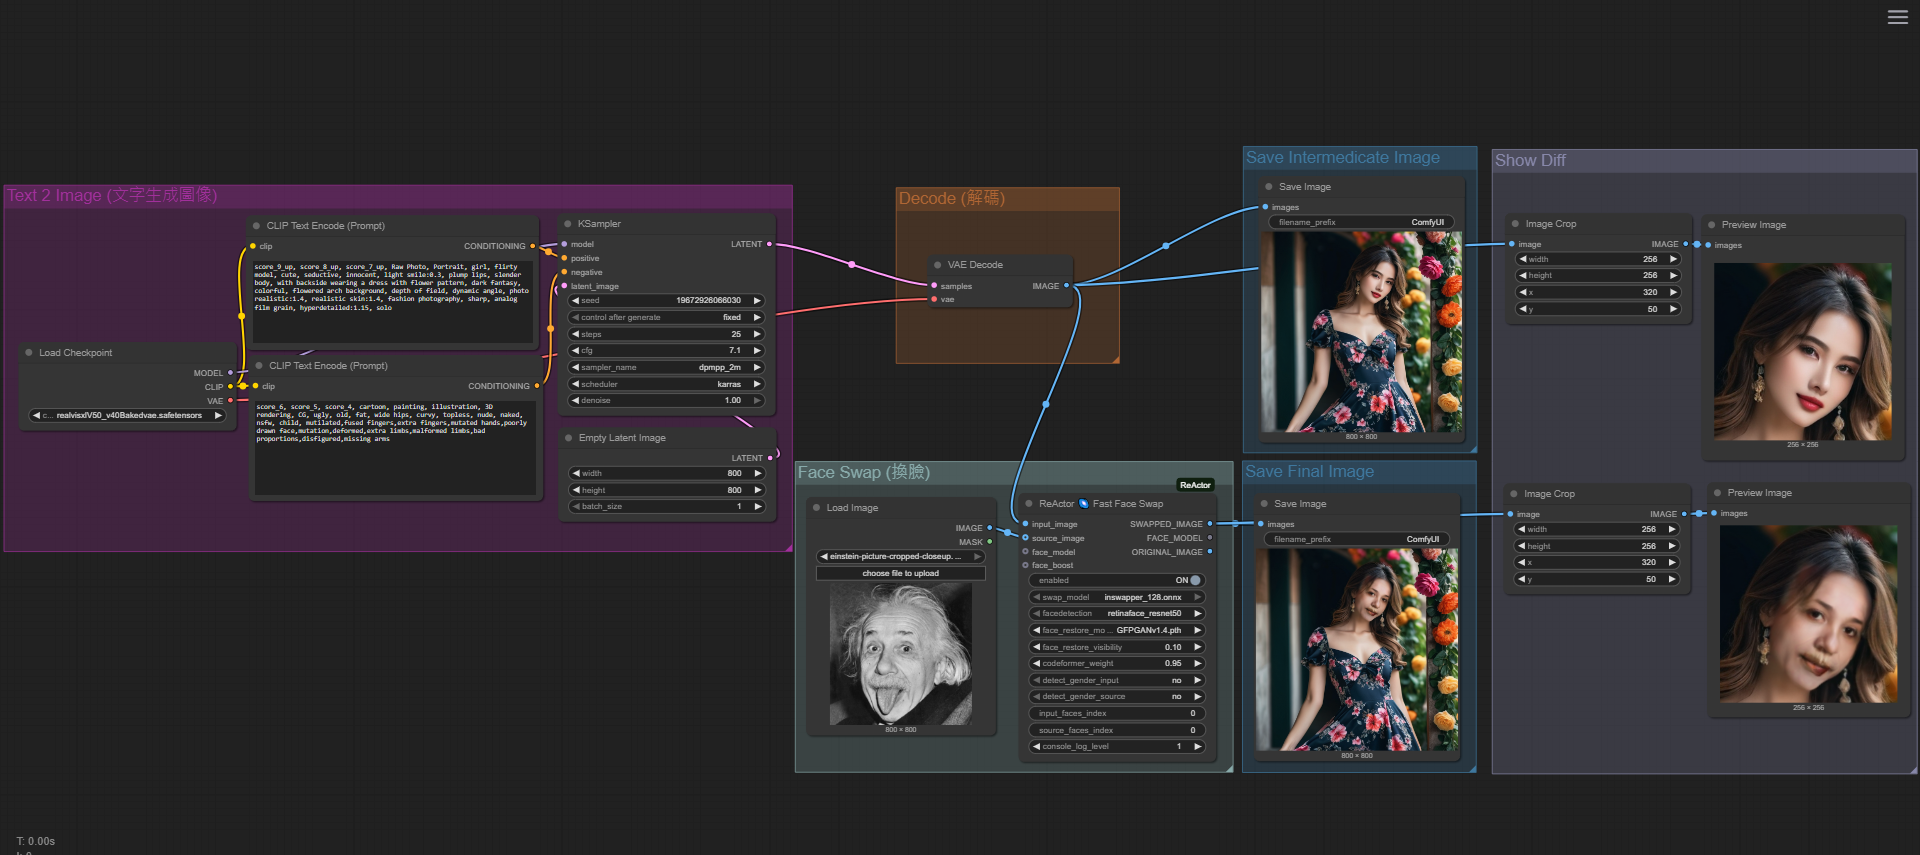 Text 2 Image (文字生成圖像)
CLIP Text Encode (Prompt)
clip
CONDITIONING
score_9_up, score_8_up, score_7_up, Raw Photo, Portrait, girl, flirty
model, cute, seductive, innocent, light smile:0.3, plump lips, slender
body, with backside wearing a dress with flower pattern, dark fantasy,
colorful, flowered arch background, depth of field, dynamic angle, photo
realistic:1.4, realistic skin:1.4, fashion photography, sharp, analog
film grain, hyperdetailed:1.15, solo
Load Checkpoint
MODEL
CLIP
VAE
c... realvisxlV50_v40Bakedvae.safetensors
CLIP Text Encode (Prompt)
clip
CONDITIONING
score_6, score_5, score_4, cartoon, painting, illustration, 3D
rendering, CG, ugly, old, fat, wide hips, curvy, topless, nude, naked,
nsfw, child, mutilated,fused fingers,extra fingers,mutated hands,poorly
drawn face,mutation,deformed,extra limbs,malformed limbs,bad
proportions,disfigured,missing arms
KSampler
model
LATENT
positive
negative
latent_image
seed 19672926066030
control after generate fixed
steps 25
cfg 7.1
sampler_name dpmpp_2m
scheduler karras
denoise 1.00
Empty Latent Image
LATENT
width 800
height 800
batch_size 1
Decode (解碼)
VAE Decode
samples
IMAGE
vae
Face Swap (換臉)
Load Image
IMAGE
MASK
einstein-picture-cropped-closeup. ...
choose file to upload
800 × 800
ReActor
ReActor Fast Face Swap
input_image
SWAPPED_IMAGE
source_image
FACE_MODEL
face_model
ORIGINAL_IMAGE
face_boost
enabled ON
swap_model inswapper_128.onnx
facedetection retinaface_resnet50
face_restore_mo ... GFPGANv1.4.pth
face_restore_visibility 0.10
codeformer_weight 0.95
detect_gender_input no
detect_gender_source no
input_faces_index 0
source_faces_index 0
console_log_level 1
Save Intermedicate Image
Save Image
images
filename_prefix ComfyUI
800 × 800
Save Final Image
Save Image
images
filename_prefix ComfyUI
800 × 800
Show Diff
Image Crop
image
IMAGE
width 256
height 256
x 320
y 50
Preview Image
images
256 × 256
Image Crop
image
IMAGE
width 256
height 256
x 320
y 50
Preview Image
images
256 × 256
T: 0.00s